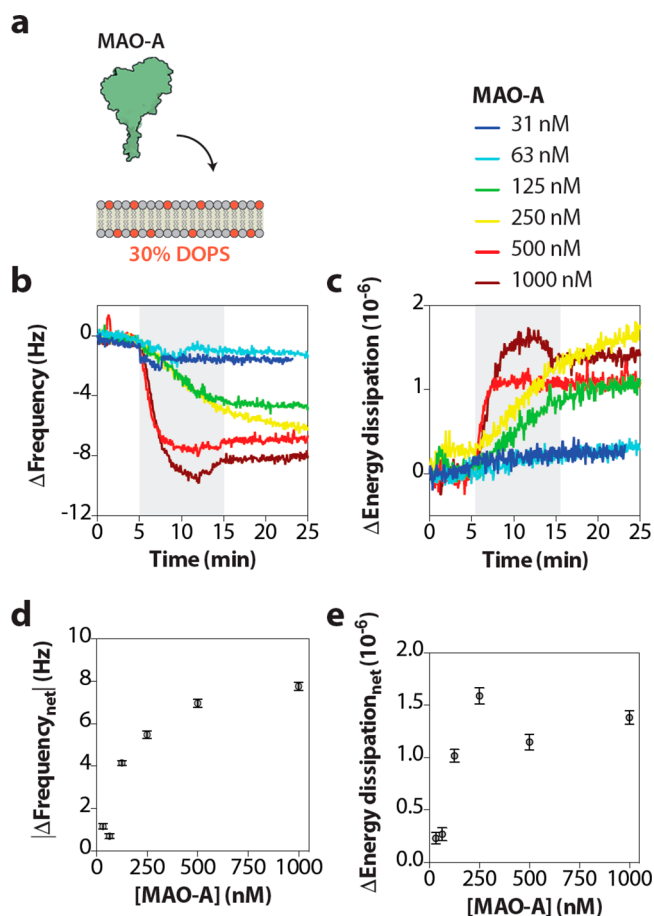 a
MAO-A
30% DOPS
MAO-A
31 nM
63 nM
125 nM
250 nM
500 nM
1000 nM
b
ΔFrequency (Hz)
0
-4
-8
-12
0 5 10 15 20 25
Time (min)
c
ΔEnergy dissipation (10-6)
2
1
0
0 5 10 15 20 25
Time (min)
d
|ΔFrequencynet| (Hz)
8
6
4
2
0
0 250 500 750 1000
[MAO-A] (nM)
e
ΔEnergy dissipationnet (10-6)
2.0
1.5
1.0
0.5
0.0
0 250 500 750 1000
[MAO-A] (nM)